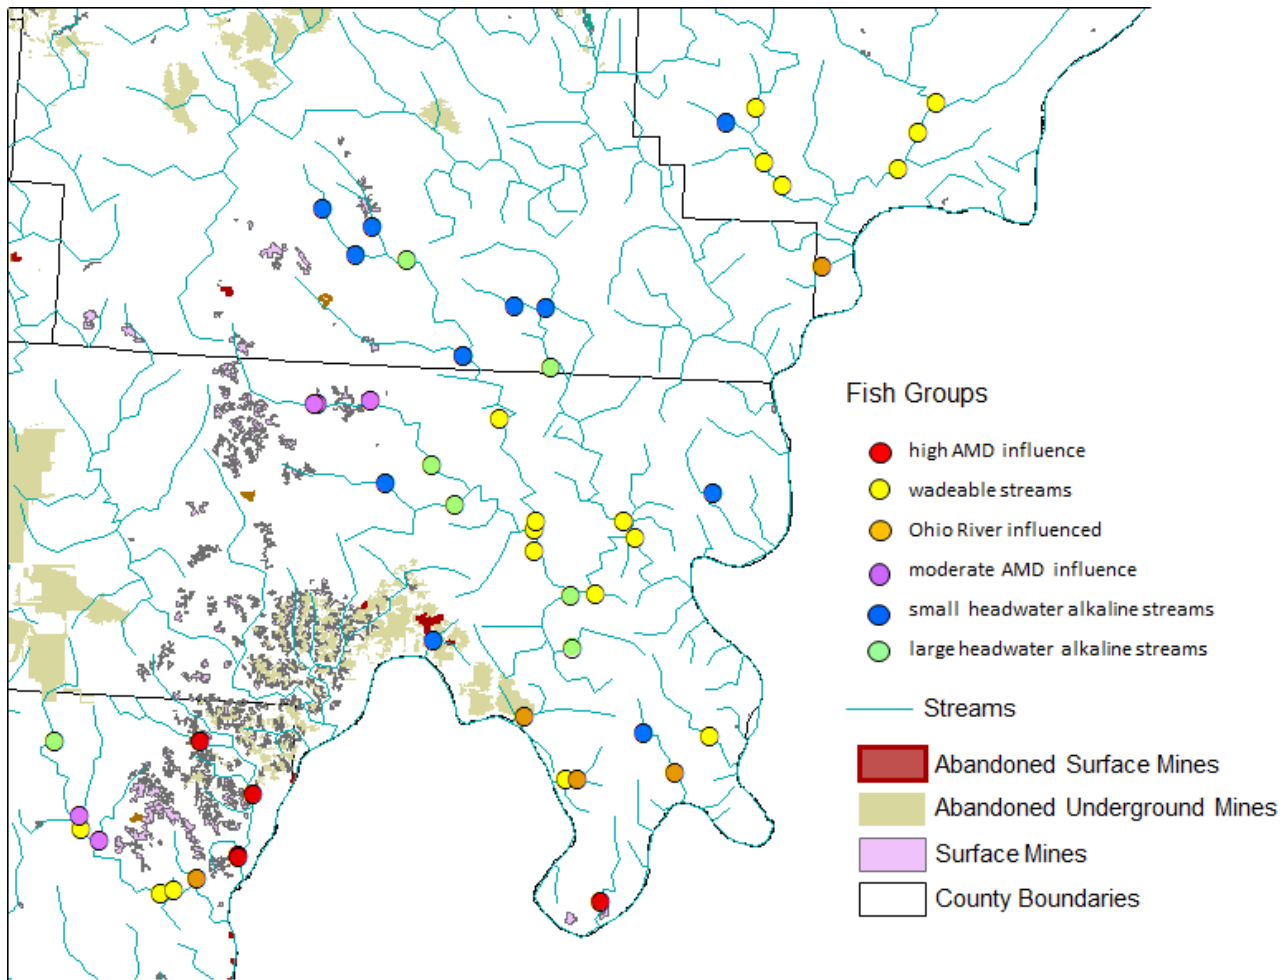 Fish Groups
high AMD influence
wadeable streams
Ohio River influenced
moderate AMD influence
small headwater alkaline streams
large headwater alkaline streams
Streams
Abandoned Surface Mines
Abandoned Underground Mines
Surface Mines
County Boundaries